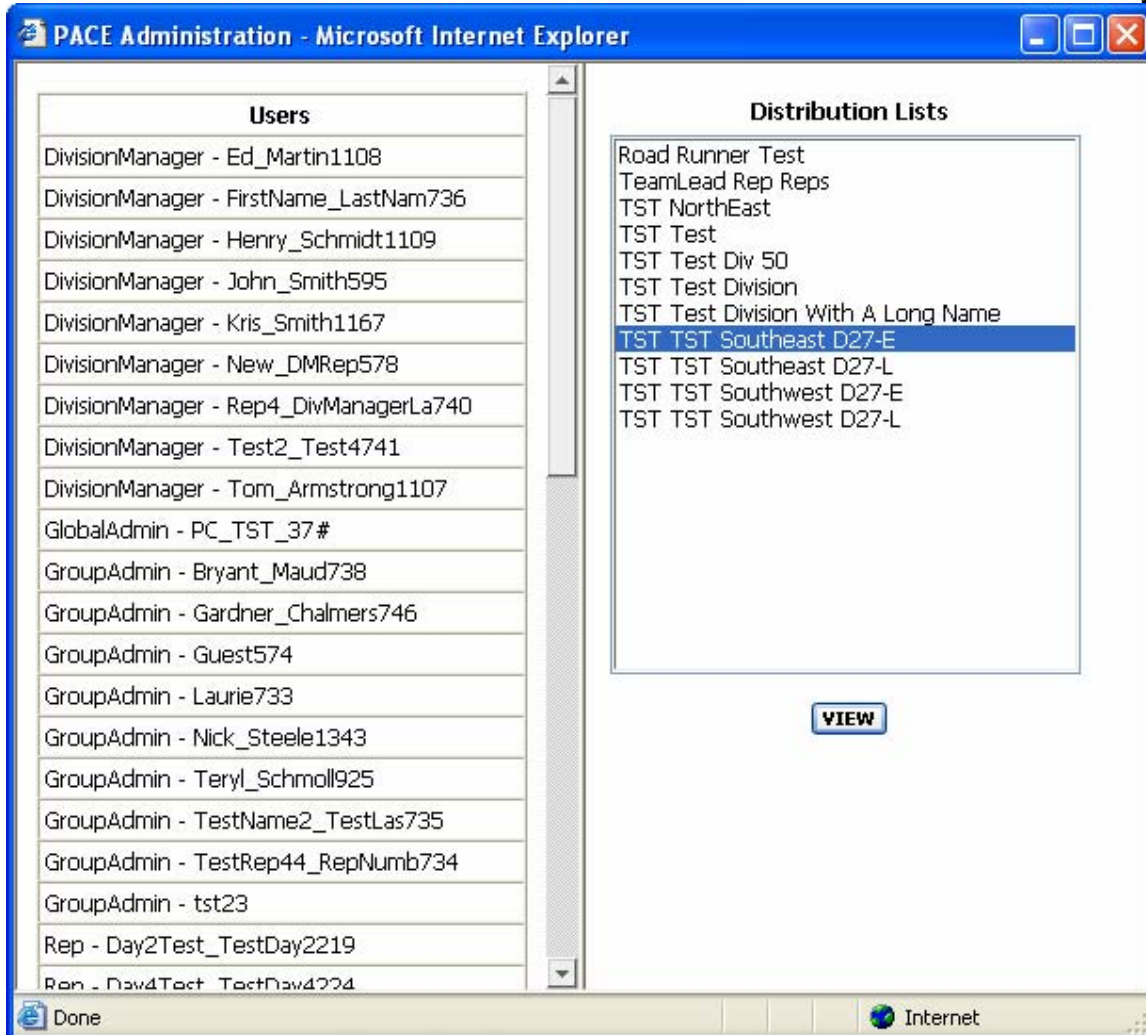 PACE Administration - Microsoft Internet Explorer
Users
DivisionManager - Ed_Martin1108
DivisionManager - FirstName_LastNam736
DivisionManager - Henry_Schmidt1109
DivisionManager - John_Smith595
DivisionManager - Kris_Smith1167
DivisionManager - New_DMRep578
DivisionManager - Rep4_DivManagerLa740
DivisionManager - Test2_Test4741
DivisionManager - Tom_Armstrong1107
GlobalAdmin - PC_TST_37#
GroupAdmin - Bryant_Maud738
GroupAdmin - Gardner_Chalmers746
GroupAdmin - Guest574
GroupAdmin - Laurie733
GroupAdmin - Nick_Steele1343
GroupAdmin - Teryl_Schmoll925
GroupAdmin - TestName2_TestLas735
GroupAdmin - TestRep44_RepNumb734
GroupAdmin - tst23
Rep - Day2Test_TestDay2219
Rep - Day4Test_TestDay4224
Distribution Lists
Road Runner Test
TeamLead Rep Reps
TST NorthEast
TST Test
TST Test Div 50
TST Test Division
TST Test Division With A Long Name
TST TST Southeast D27-E
TST TST Southeast D27-L
TST TST Southwest D27-E
TST TST Southwest D27-L
VIEW
Done
Internet